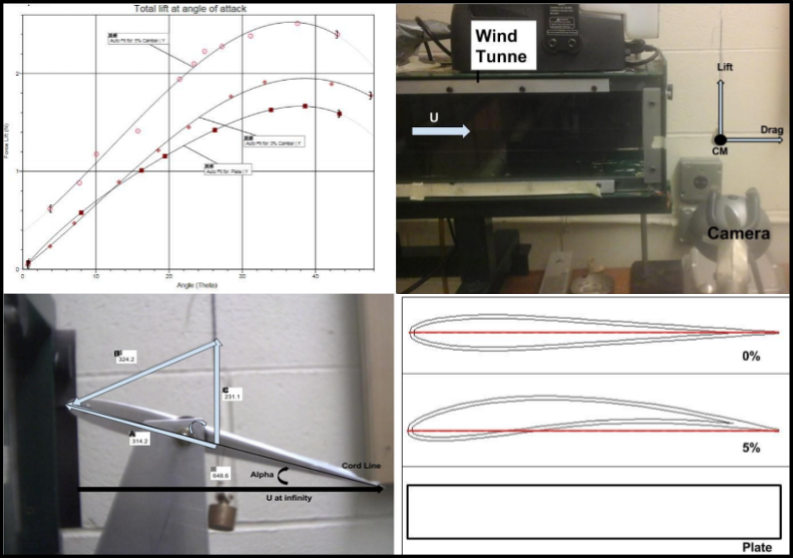 Total lift at angle of attack
Auto Fit for: 5% Camber | Y
Auto Fit for: 0% Camber | Y
Auto Fit for: Plate | Y
Force Lift (N)
2
1
0
0
10
20
30
40
Angle (Theta)
Wind
Tunne
U
Lift
Drag
CM
Camera
324.2
C
231.1
A
314.2
Alpha
Cord Line
U at infinity
0%
5%
Plate